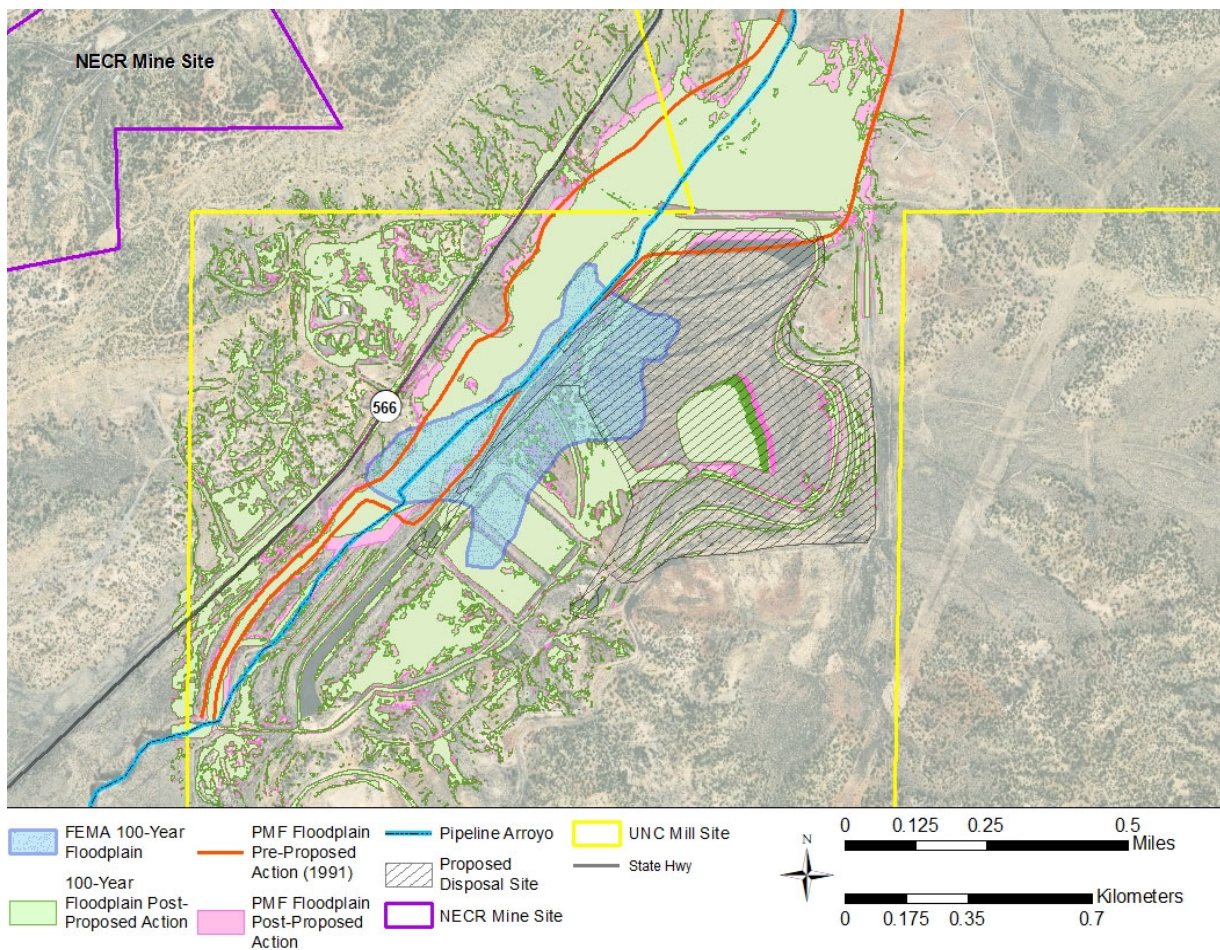 NECR Mine Site
566
FEMA 100-Year
Floodplain
100-Year
Floodplain Post-
Proposed Action
PMF Floodplain
Pre-Proposed
Action (1991)
PMF Floodplain
Post-Proposed
Action
Pipeline Arroyo
Proposed
Disposal Site
NECR Mine Site
UNC Mill Site
State Hwy
N
0 0.125 0.25 0.5
Miles
Kilometers
0 0.175 0.35 0.7